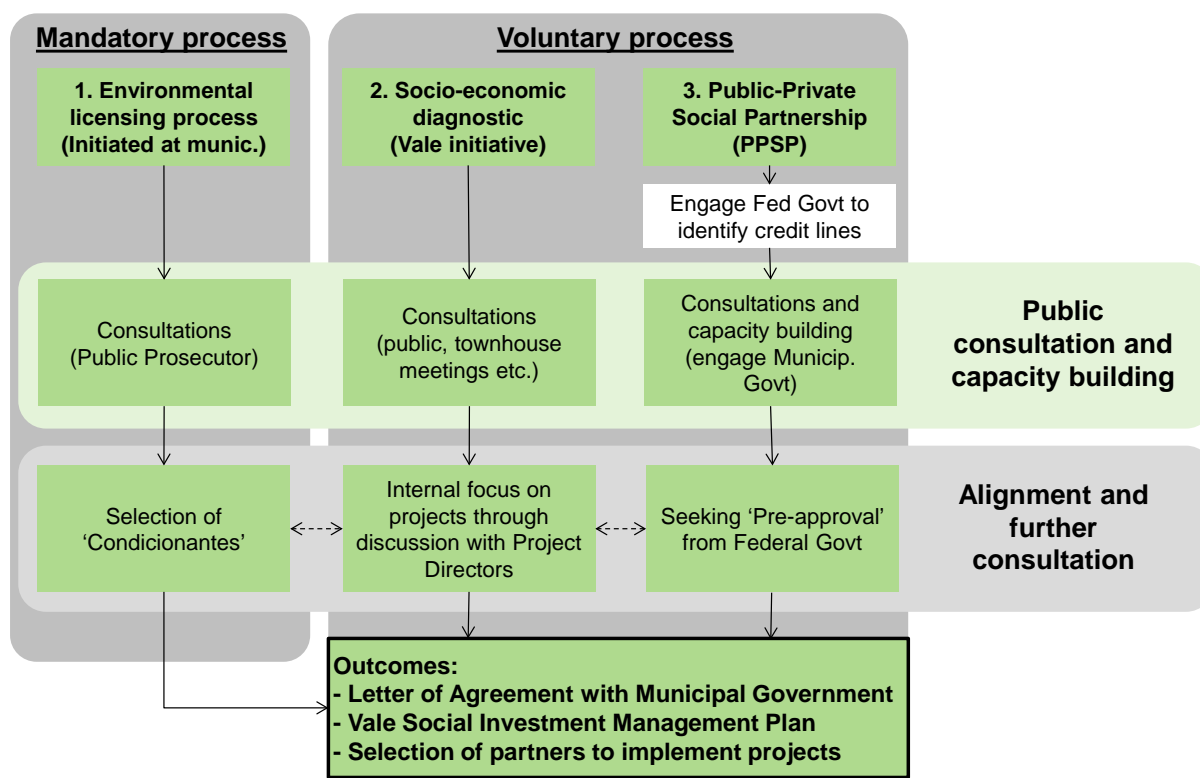 Mandatory process
Voluntary process
1. Environmental
licensing process
(Initiated at munic.)
2. Socio-economic
diagnostic
(Vale initiative)
3. Public-Private
Social Partnership
(PPSP)
Engage Fed Govt to
identify credit lines
Consultations
(Public Prosecutor)
Consultations
(public, townhouse
meetings etc.)
Consultations and
capacity building
(engage Municip.
Govt)
Public
consultation and
capacity building
Selection of
‘Condicionantes’
Internal focus on
projects through
discussion with Project
Directors
Seeking ‘Pre-approval’
from Federal Govt
Alignment and
further
consultation
Outcomes:
- Letter of Agreement with Municipal Government
- Vale Social Investment Management Plan
- Selection of partners to implement projects